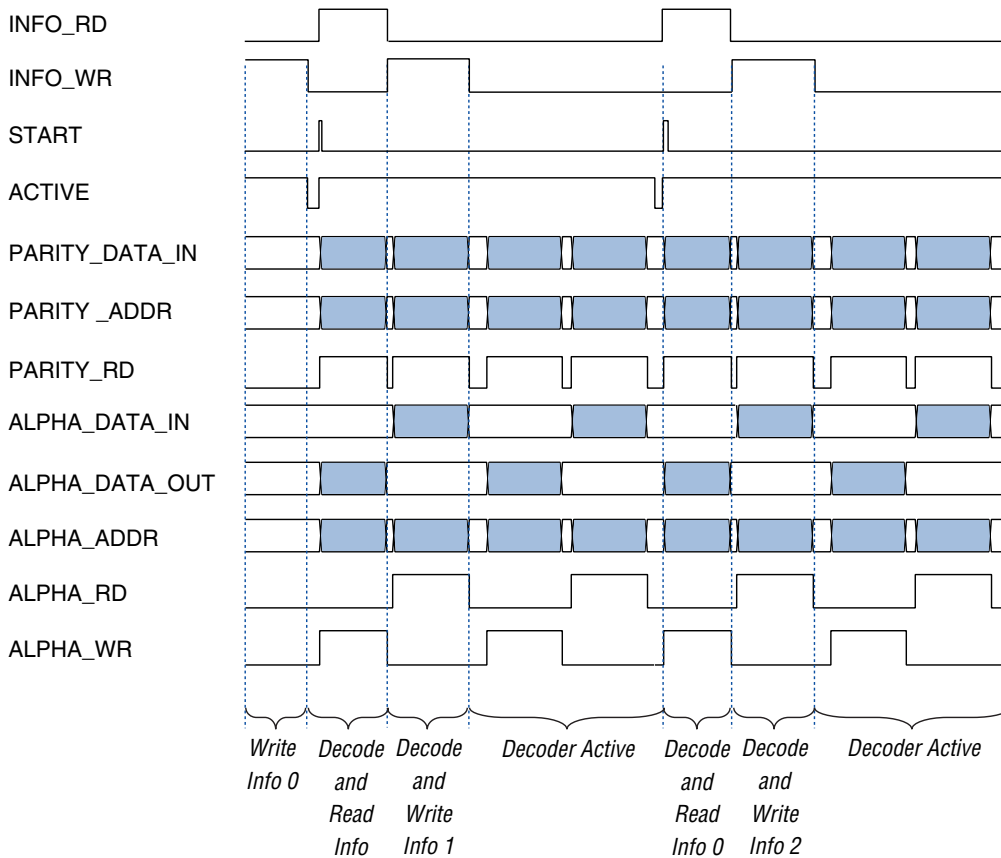 INFO_RD
INFO_WR
START
ACTIVE
PARITY_DATA_IN
PARITY _ADDR
PARITY_RD
ALPHA_DATA_IN
ALPHA_DATA_OUT
ALPHA_ADDR
ALPHA_RD
ALPHA_WR
Write
Info 0
Decode
and
Read
Info
Decode
and
Write
Info 1
Decoder Active
Decode
and
Read
Info 0
Decode
and
Write
Info 2
Decoder Active